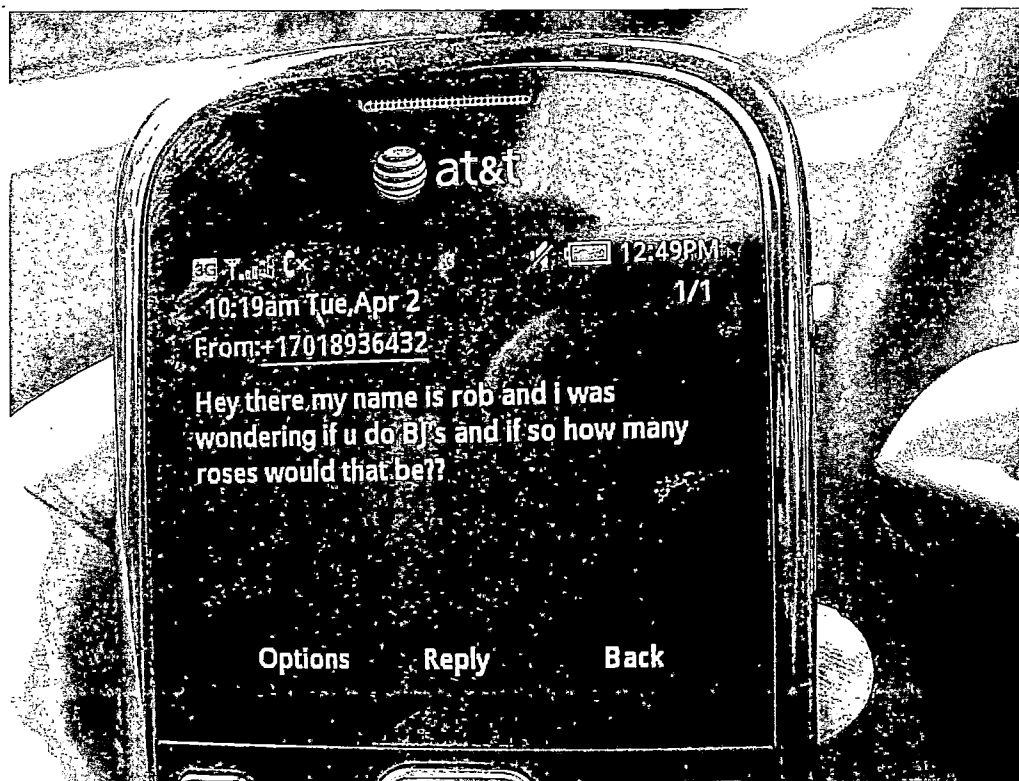 at&t
3G 12:49PM
10:19am Tue,Apr 2 1/1
From:+17018936432
Hey there my name is rob and i was
wondering if u do BJ's and if so how many
roses would that be??
Options Reply Back